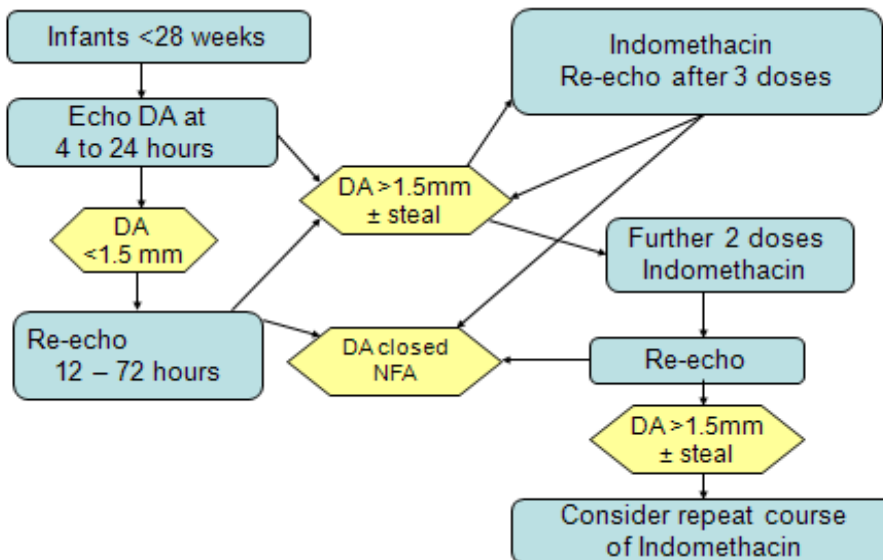 Infants <28 weeks
Echo DA at
4 to 24 hours
DA
<1.5 mm
Re-echo
12 – 72 hours
DA >1.5mm
± steal
Indomethacin
Re-echo after 3 doses
DA closed
NFA
Further 2 doses
Indomethacin
Re-echo
DA >1.5mm
± steal
Consider repeat course
of Indomethacin